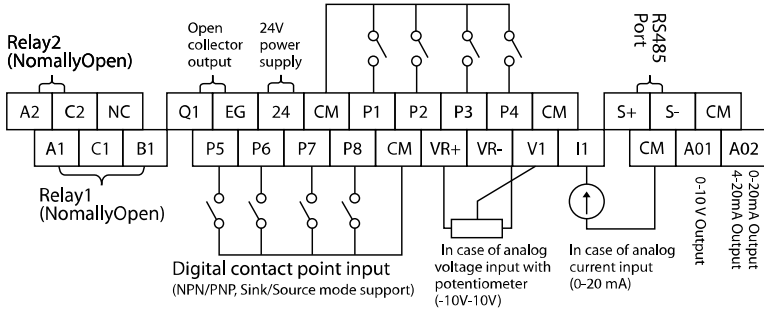 Relay2
(NomallyOpen)
Open
collector
output
24V
power
supply
RS485
Port
A2 C2 NC Q1 EG 24 CM P1 P2 P3 P4 CM S+ S- CM
A1 C1 B1 P5 P6 P7 P8 CM VR+ VR- V1 I1 CM A01 A02
Relay1
(NomallyOpen)
Digital contact point input
(NPN/PNP, Sink/Source mode support)
In case of analog
voltage input with
potentiometer
(-10V-10V)
In case of analog
current input
(0-20 mA)
0-10 V Output
0-20mA Output
4-20mA Output